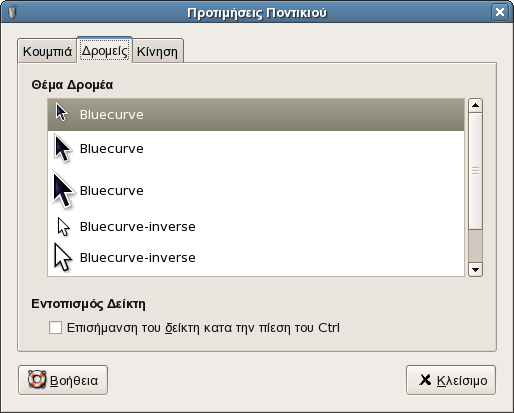 Προτιμήσεις Ποντικιού
Κουμπιά Δρομείς Κίνηση
Θέμα Δρομέα
Bluecurve
Bluecurve
Bluecurve
Bluecurve-inverse
Bluecurve-inverse
Εντοπισμός Δείκτη
Επισήμανση του δείκτη κατα την πίεση του Ctrl
Βοήθεια Κλείσιμο